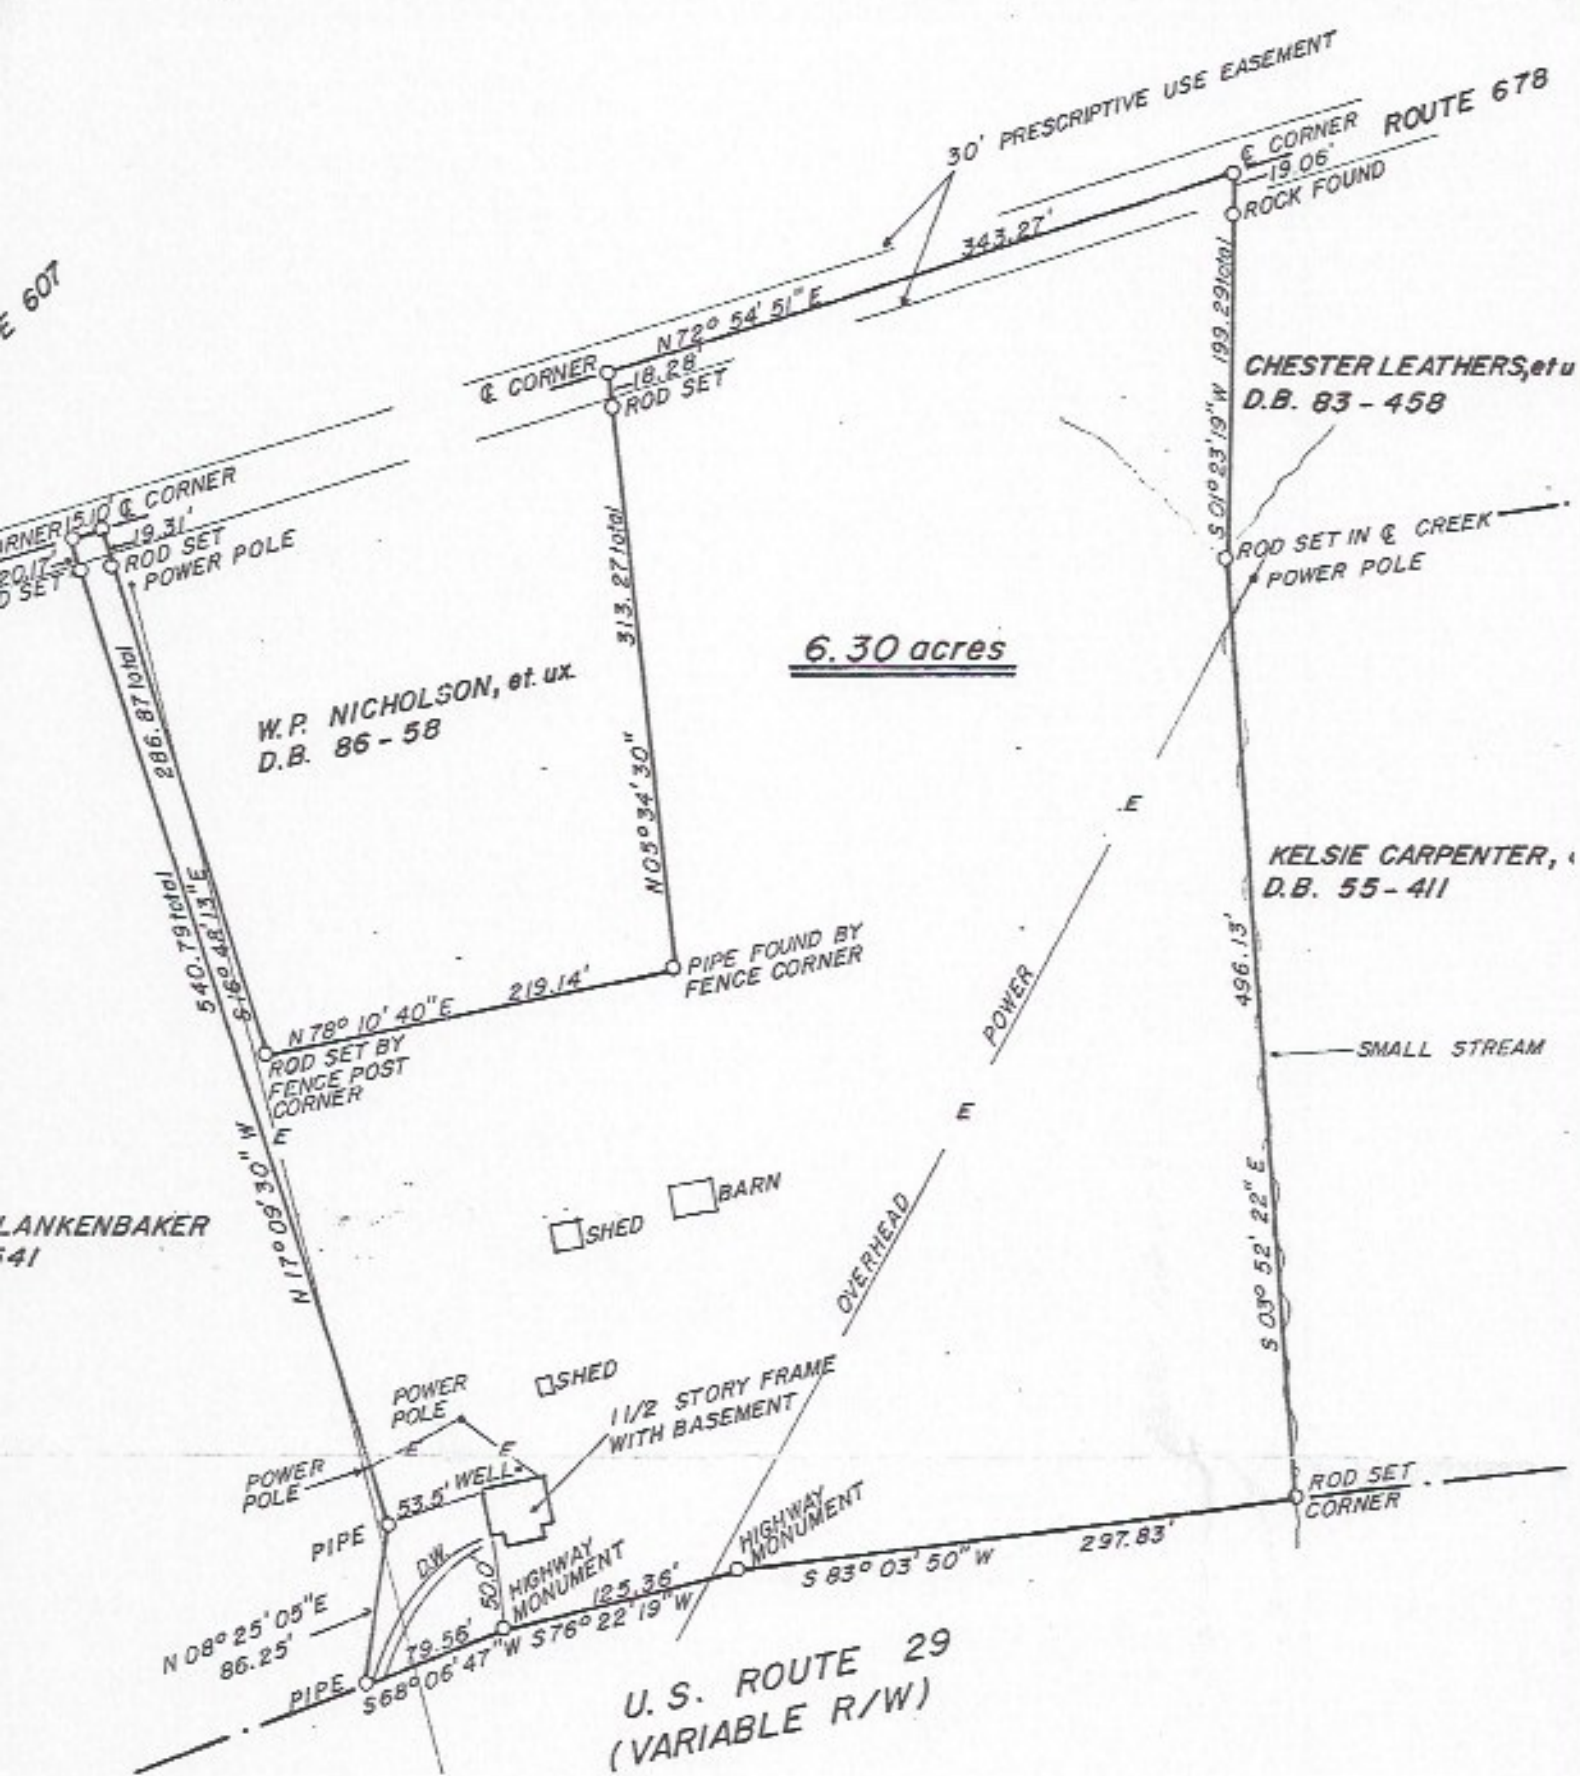 30' PRESCRIPTIVE USE EASEMENT
ROUTE 678
℄ CORNER
19.06'
ROCK FOUND
343.27'
N 72° 54' 51" E
℄ CORNER
18.28'
ROD SET
E 607
S 01° 23' 19" W 199.29 total
CHESTER LEATHERS, et u
D.B. 83 - 458
ORNER 15.10' ℄ CORNER
19.31'
20.17'
D SET
ROD SET
POWER POLE
ROD SET IN ℄ CREEK
POWER POLE
313.27 total
N 05° 34' 30"
6.30 acres
W. P. NICHOLSON, et. ux.
D.B. 86 - 58
286.87 total
S 16° 48' 13" E
540.79 total
N 17° 09' 30" W
E
KELSIE CARPENTER,
D.B. 55 - 411
496.13'
S 03° 52' 22" E
PIPE FOUND BY
FENCE CORNER
219.14'
N 78° 10' 40" E
ROD SET BY
FENCE POST
CORNER
E
SMALL STREAM
OVERHEAD
E
POWER
LANKENBAKER
541
BARN
SHED
SHED
POWER
POLE
1 1/2 STORY FRAME
WITH BASEMENT
E
E
POWER
POLE
53.5'
WELL
PIPE
D.W.
50.0
HIGHWAY
MONUMENT
HIGHWAY
MONUMENT
ROD SET
CORNER
N 08° 25' 05" E
86.25'
PIPE
79.56'
S 68° 06' 47" W
125.36'
S 76° 22' 19" W
297.83'
S 83° 03' 50" W
U. S. ROUTE 29
(VARIABLE R/W)